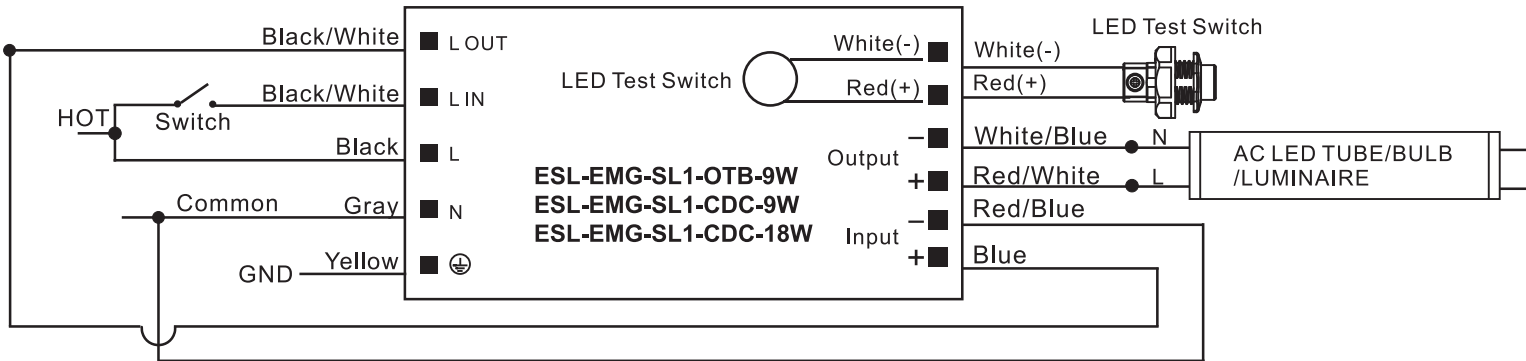 Black/White
L OUT
HOT
Switch
Black/White
L IN
Black
L
Common
Gray
N
GND
Yellow
LED Test Switch
White(-)
Red(+)
ESL-EMG-SL1-OTB-9W
ESL-EMG-SL1-CDC-9W
ESL-EMG-SL1-CDC-18W
Output
−
+
Input
−
+
LED Test Switch
White(-)
Red(+)
White/Blue
N
Red/White
L
Red/Blue
Blue
AC LED TUBE/BULB
/LUMINAIRE